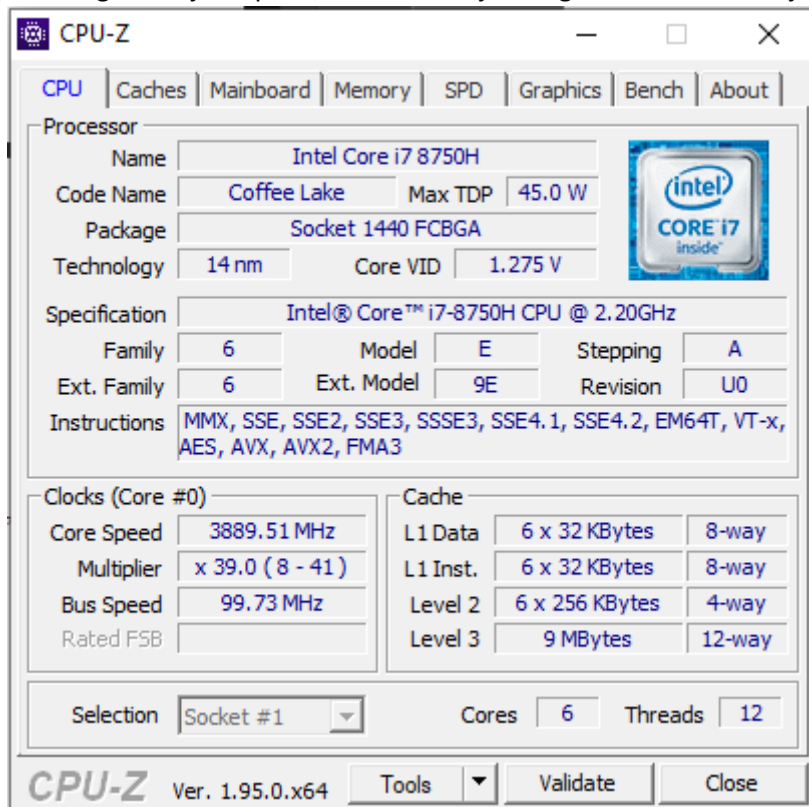 CPU-Z
CPU Caches Mainboard Memory SPD Graphics Bench About
Processor
Name Intel Core i7 8750H
Code Name Coffee Lake Max TDP 45.0 W
Package Socket 1440 FCBGA
Technology 14 nm Core VID 1.275 V
intel
CORE i7
inside
Specification Intel® Core™ i7-8750H CPU @ 2.20GHz
Family 6 Model E Stepping A
Ext. Family 6 Ext. Model 9E Revision U0
Instructions MMX, SSE, SSE2, SSE3, SSSE3, SSE4.1, SSE4.2, EM64T, VT-x,
AES, AVX, AVX2, FMA3
Clocks (Core #0)
Core Speed 3889.51 MHz
Multiplier x 39.0 ( 8 - 41 )
Bus Speed 99.73 MHz
Rated FSB
Cache
L1 Data 6 x 32 KBytes 8-way
L1 Inst. 6 x 32 KBytes 8-way
Level 2 6 x 256 KBytes 4-way
Level 3 9 MBytes 12-way
Selection Socket #1 Cores 6 Threads 12
CPU-Z Ver. 1.95.0.x64 Tools Validate Close